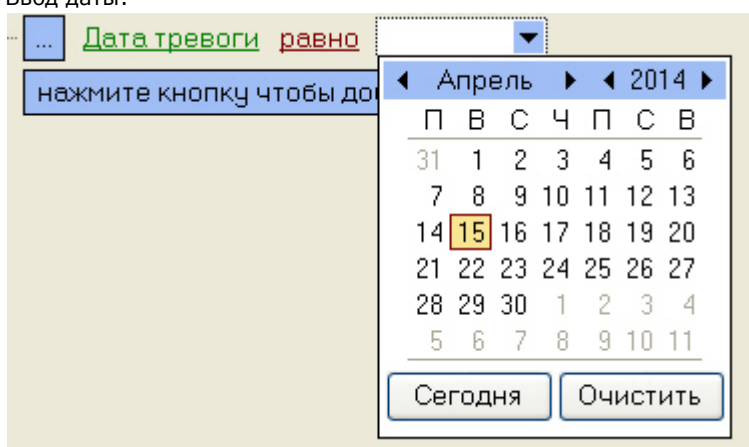 Ввод даты:
... Дата тревоги равно
нажмите кнопку чтобы
Апрель 2014
П В С Ч П С В
31 1 2 3 4 5 6
7 8 9 10 11 12 13
14 15 16 17 18 19 20
21 22 23 24 25 26 27
28 29 30 1 2 3 4
5 6 7 8 9 10 11
Сегодня Очистить